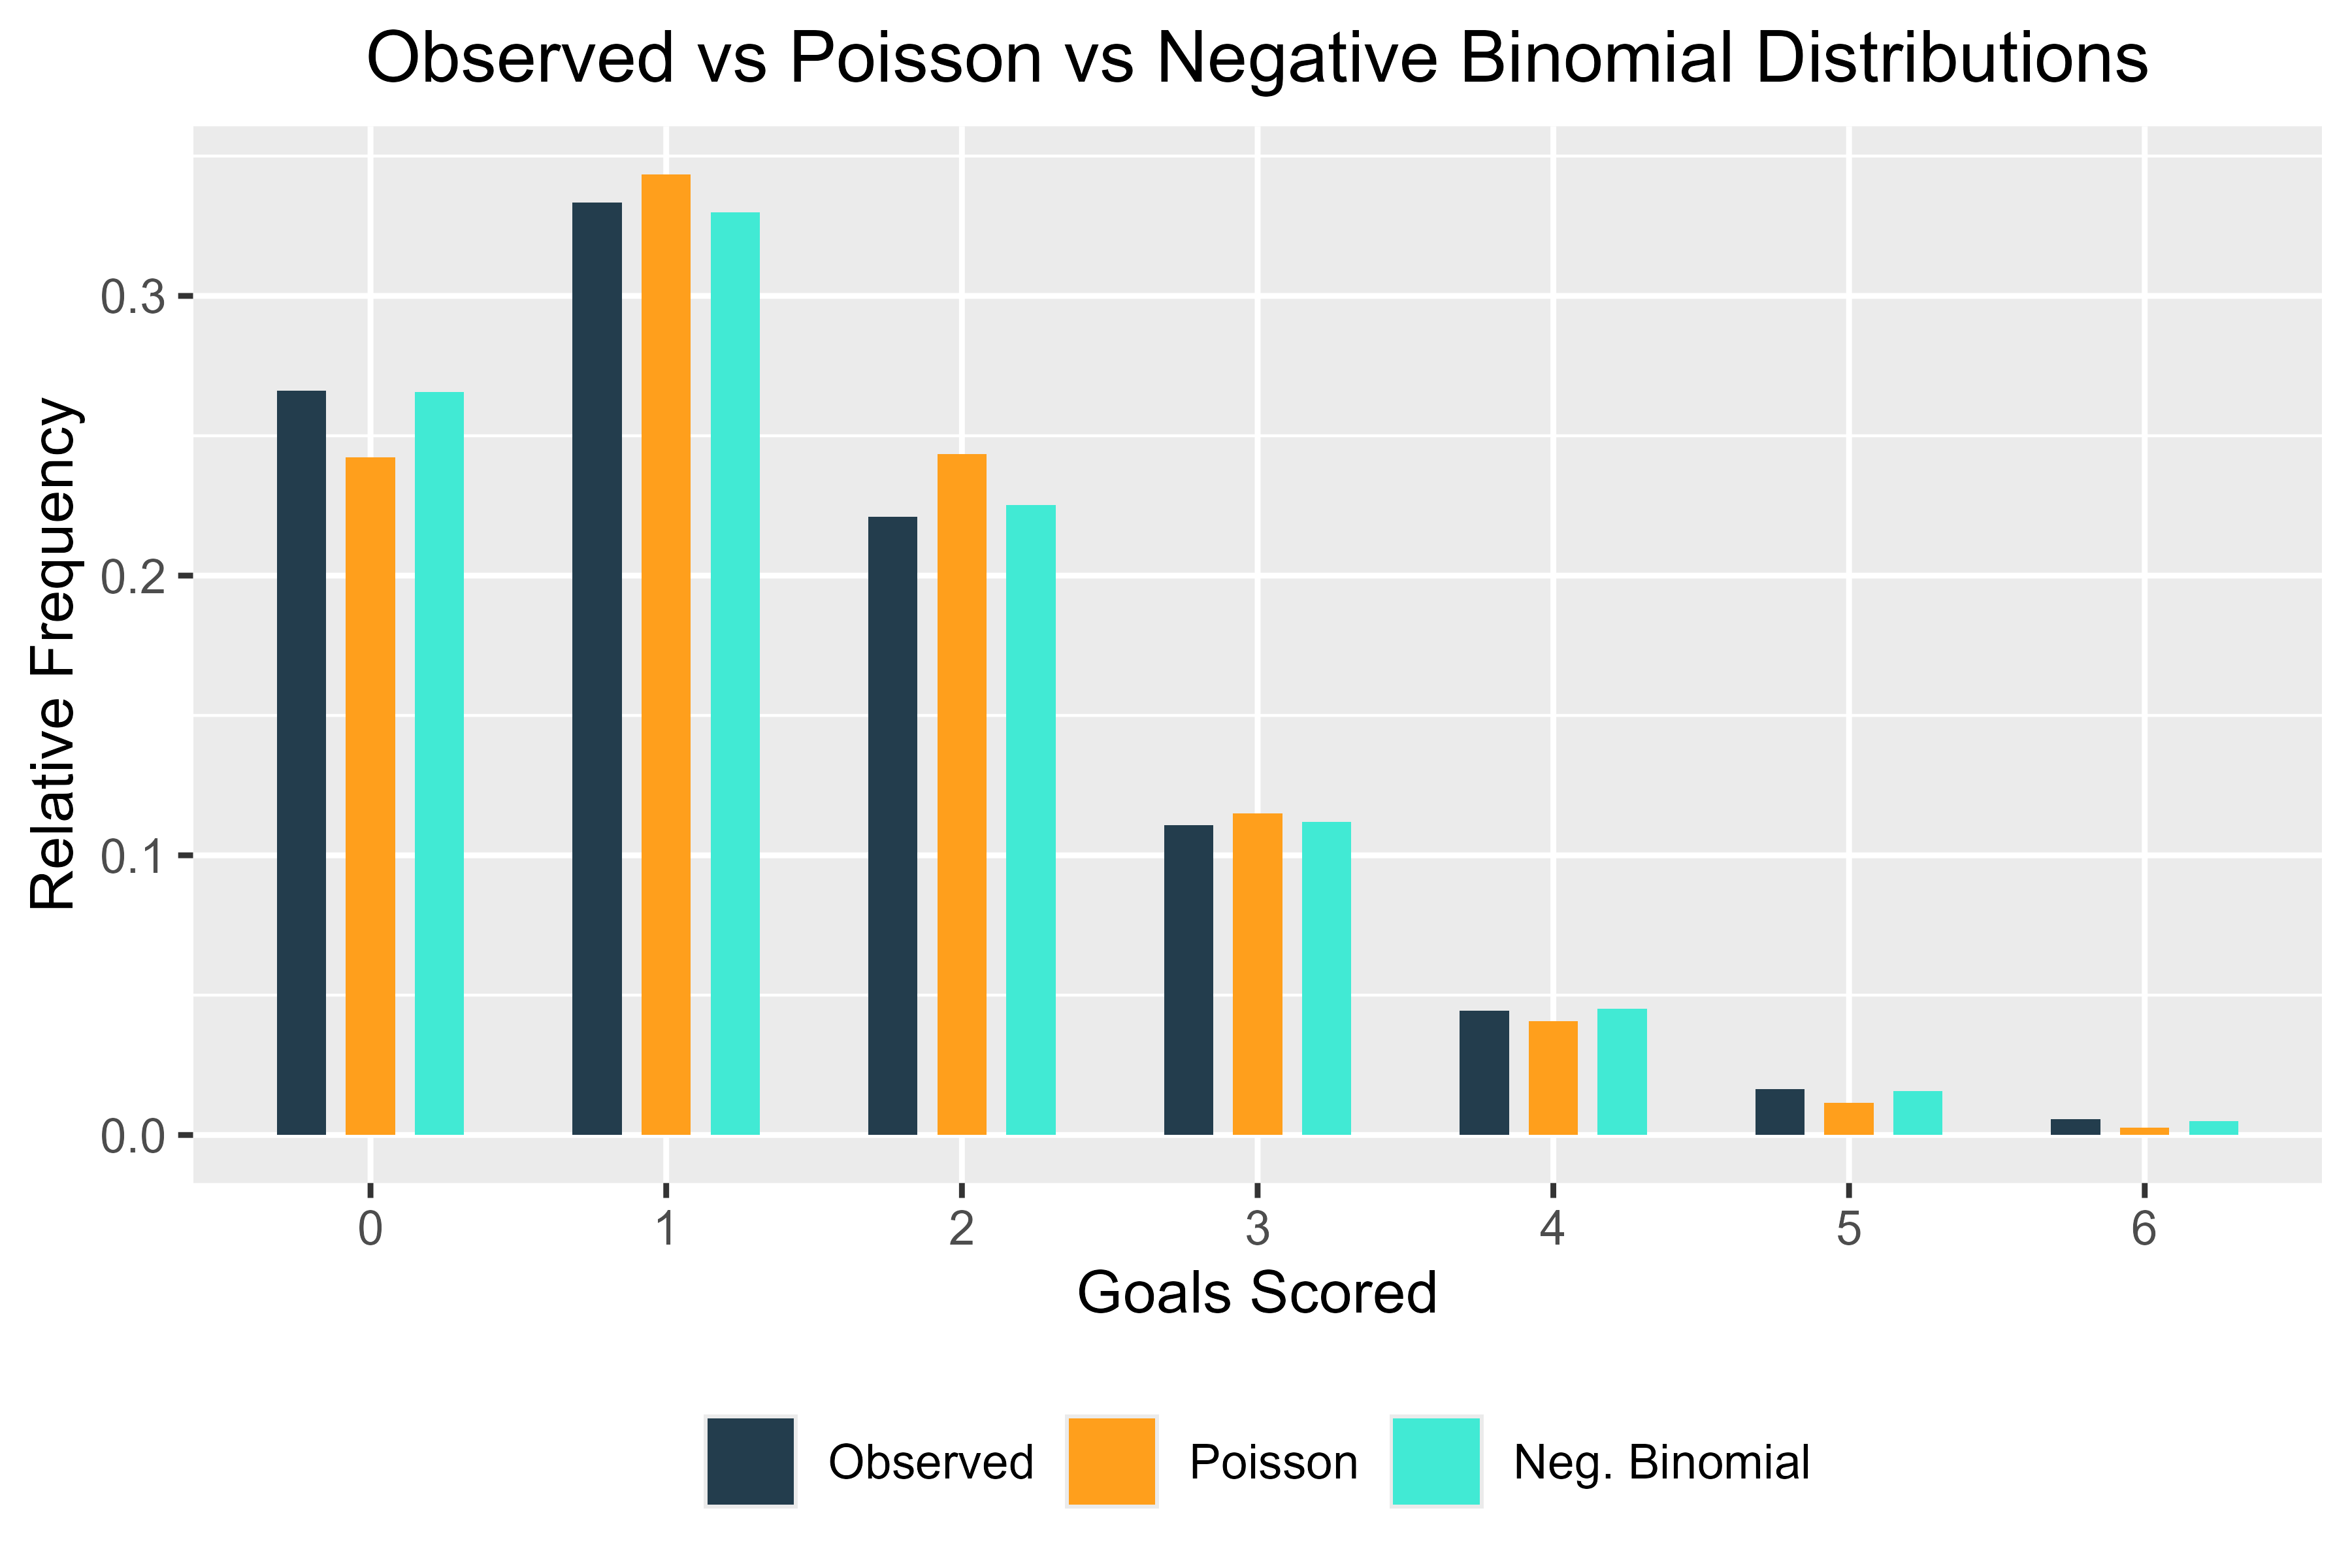 Observed vs Poisson vs Negative Binomial Distributions
Relative Frequency
0.3
0.2
0.1
0.0
0 1 2 3 4 5 6
Goals Scored
Observed Poisson Neg. Binomial